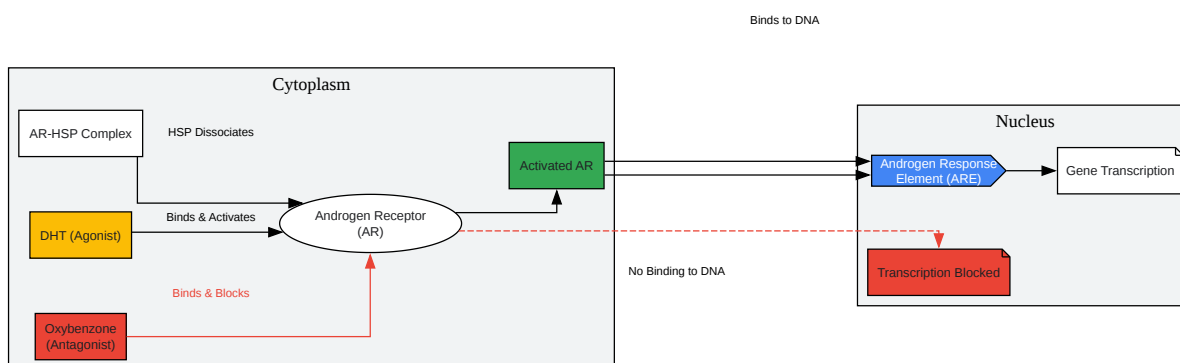 Binds to DNA
Cytoplasm
AR-HSP Complex
HSP Dissociates
Nucleus
Activated AR
Androgen Response
Element (ARE)
Gene Transcription
DHT (Agonist)
Binds & Activates
Androgen Receptor
(AR)
No Binding to DNA
Transcription Blocked
Binds & Blocks
Oxybenzone
(Antagonist)